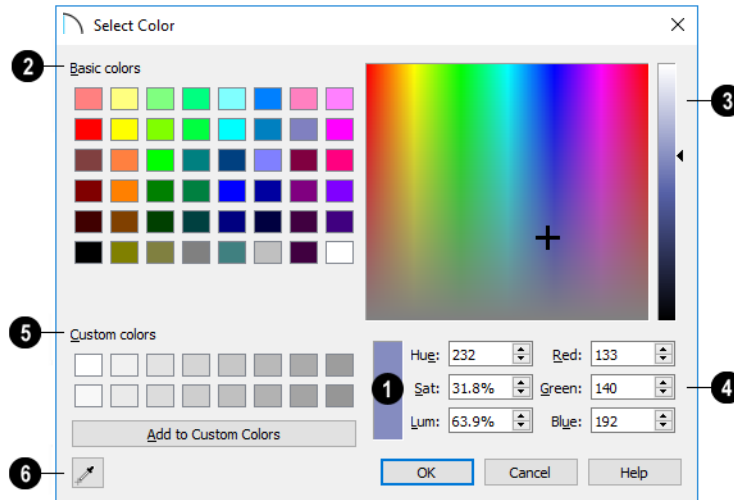 Select Color
2
Basic colors
3
5
Custom colors
1
Hue: 232 Red: 133
Sat: 31.8% Green: 140
4
Lum: 63.9% Blue: 192
Add to Custom Colors
6
OK Cancel Help